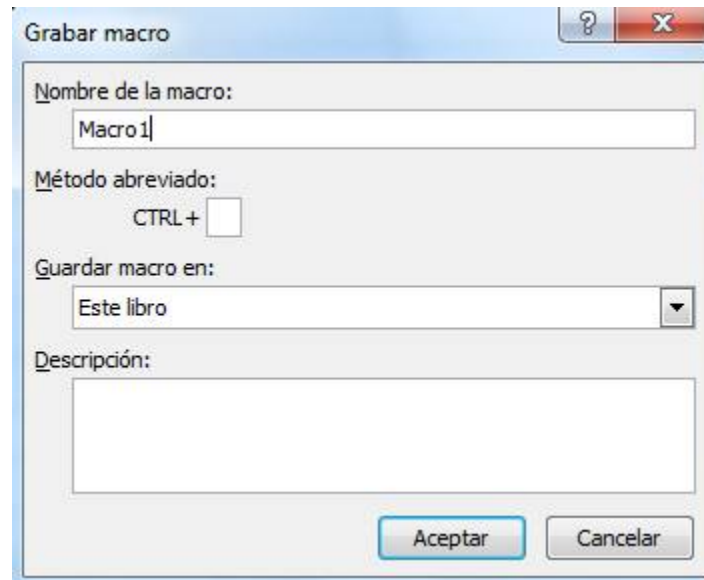 Grabar macro
Nombre de la macro:
Macro1
Método abreviado:
CTRL+
Guardar macro en:
Este libro
Descripción:
Aceptar Cancelar